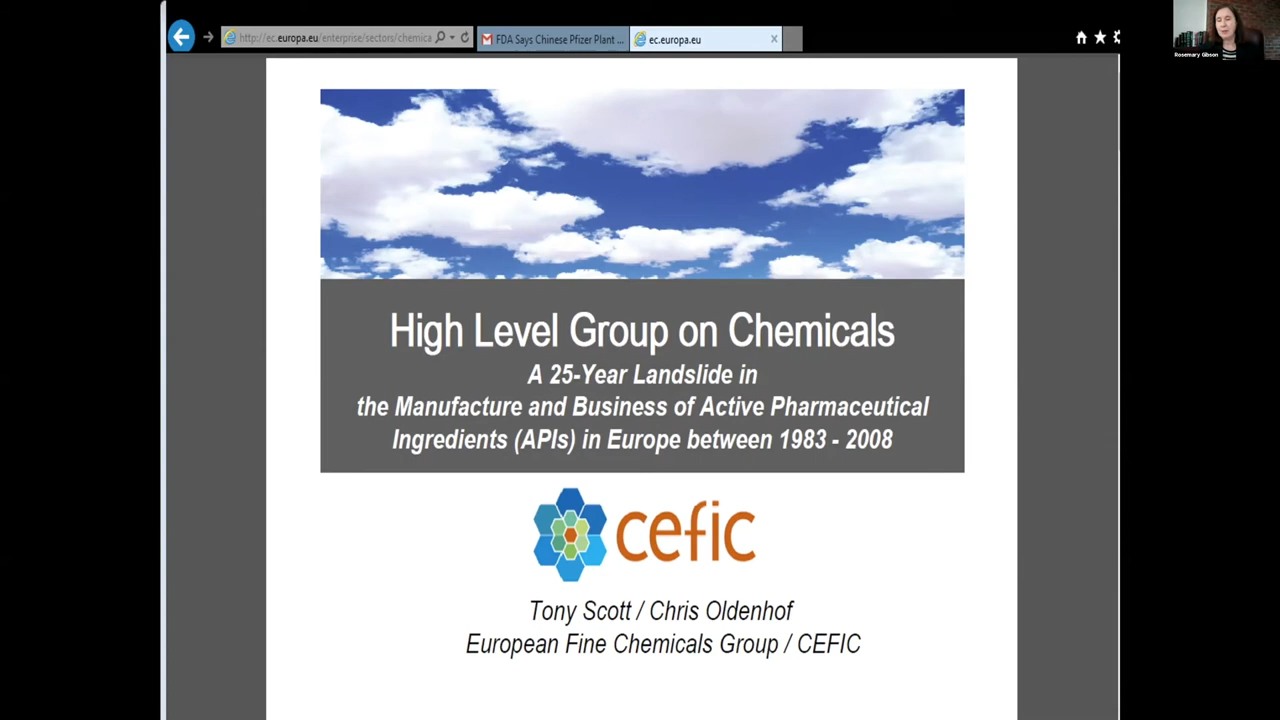 http://ec.europa.eu/enterprise/sectors/chemica
FDA Says Chinese Pfizer Plant ...
ec.europa.eu
Rosemary Gibson
High Level Group on Chemicals
A 25-Year Landslide in
the Manufacture and Business of Active Pharmaceutical
Ingredients (APIs) in Europe between 1983 - 2008
cefic
Tony Scott / Chris Oldenhof
European Fine Chemicals Group / CEFIC